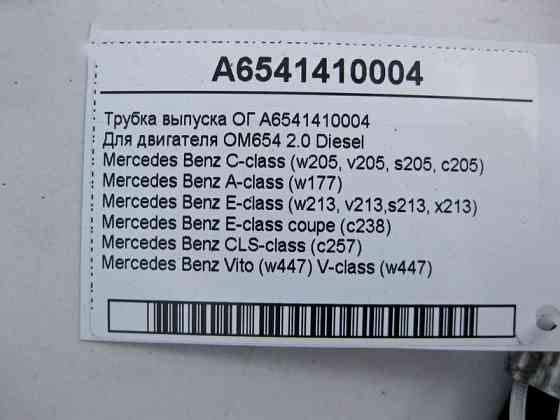 A6541410004
Трубка выпуска ОГ A6541410004
Для двигателя OM654 2.0 Diesel
Mercedes Benz C-class (w205, v205, s205, c205)
Mercedes Benz A-class (w177)
Mercedes Benz E-class (w213, v213,s213, x213)
Mercedes Benz E-class coupe (c238)
Mercedes Benz CLS-class (c257)
Mercedes Benz Vito (w447) V-class (w447)